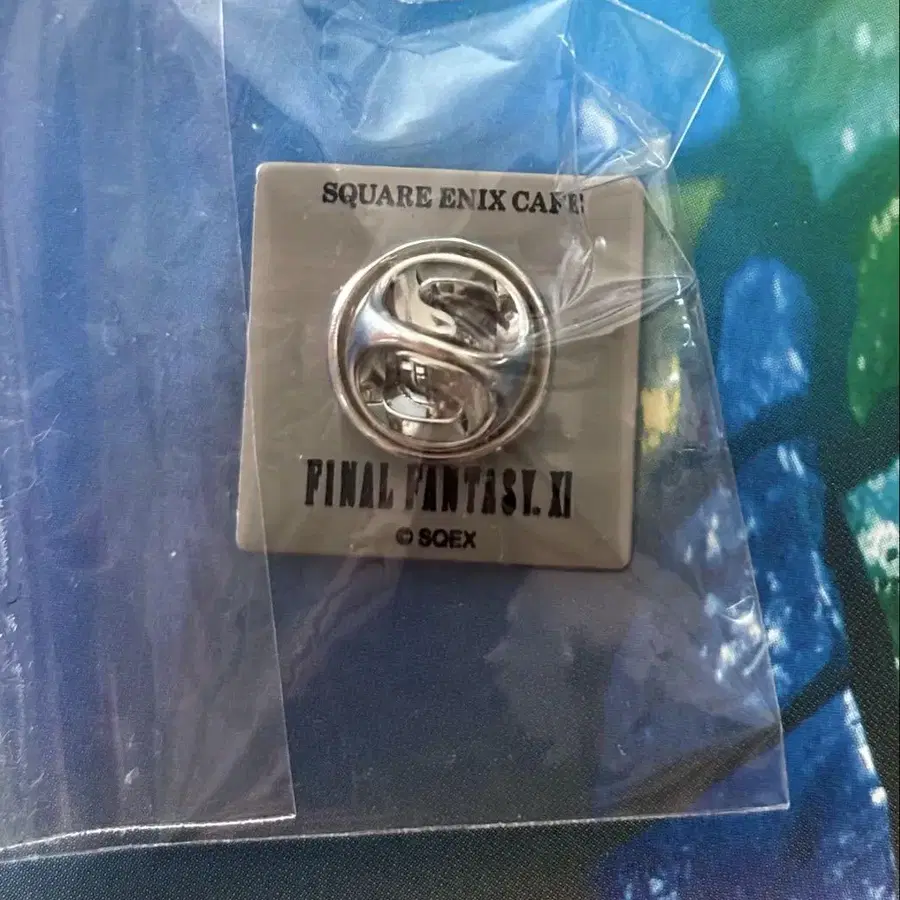 SQUARE ENIX CAFE
FINAL FANTASY. XI
© SQEX